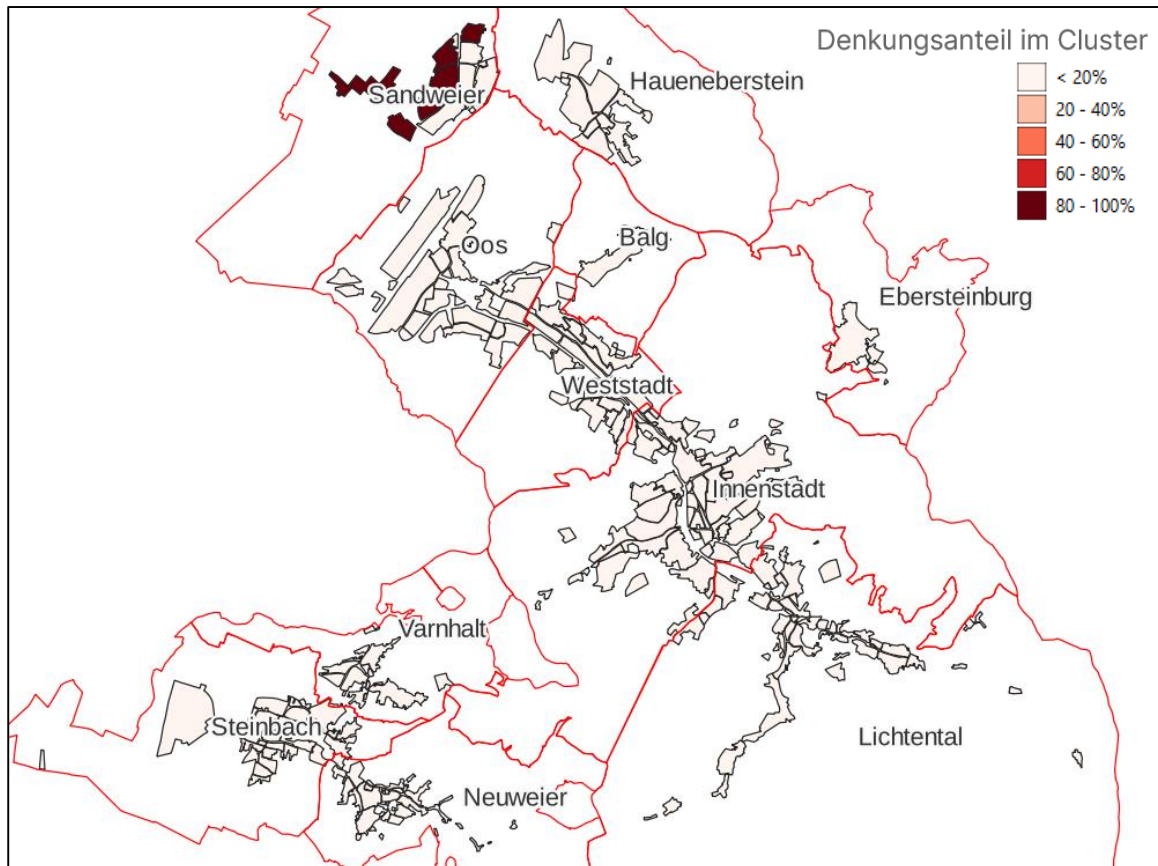 Denkungsanteil im Cluster
< 20%
20 - 40%
40 - 60%
60 - 80%
80 - 100%
Haueneberstein
Sandweier
Oos
Balg
Ebersteinburg
Weststadt
Innenstadt
Varnhalt
Steinbach
Lichtental
Neuweier